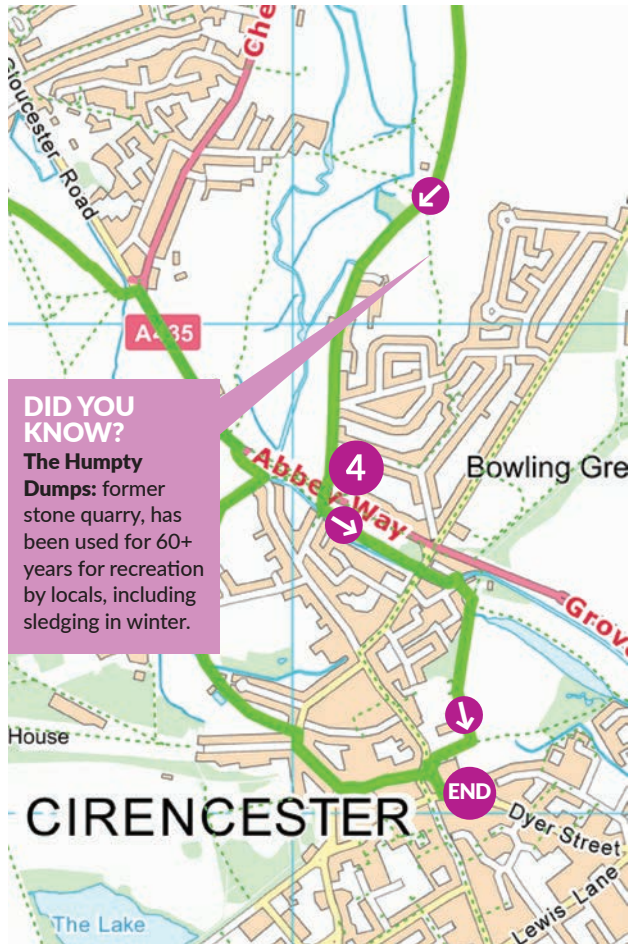 Che
Gloucester Road
A435
DID YOU
KNOW?
The Humpty
Dumps: former
stone quarry, has
been used for 60+
years for recreation
by locals, including
sledging in winter.
4
Abbey Way
Bowling Gre
Grove
House
END
CIRENCESTER
Dyer Street
Lewis Lane
The Lake